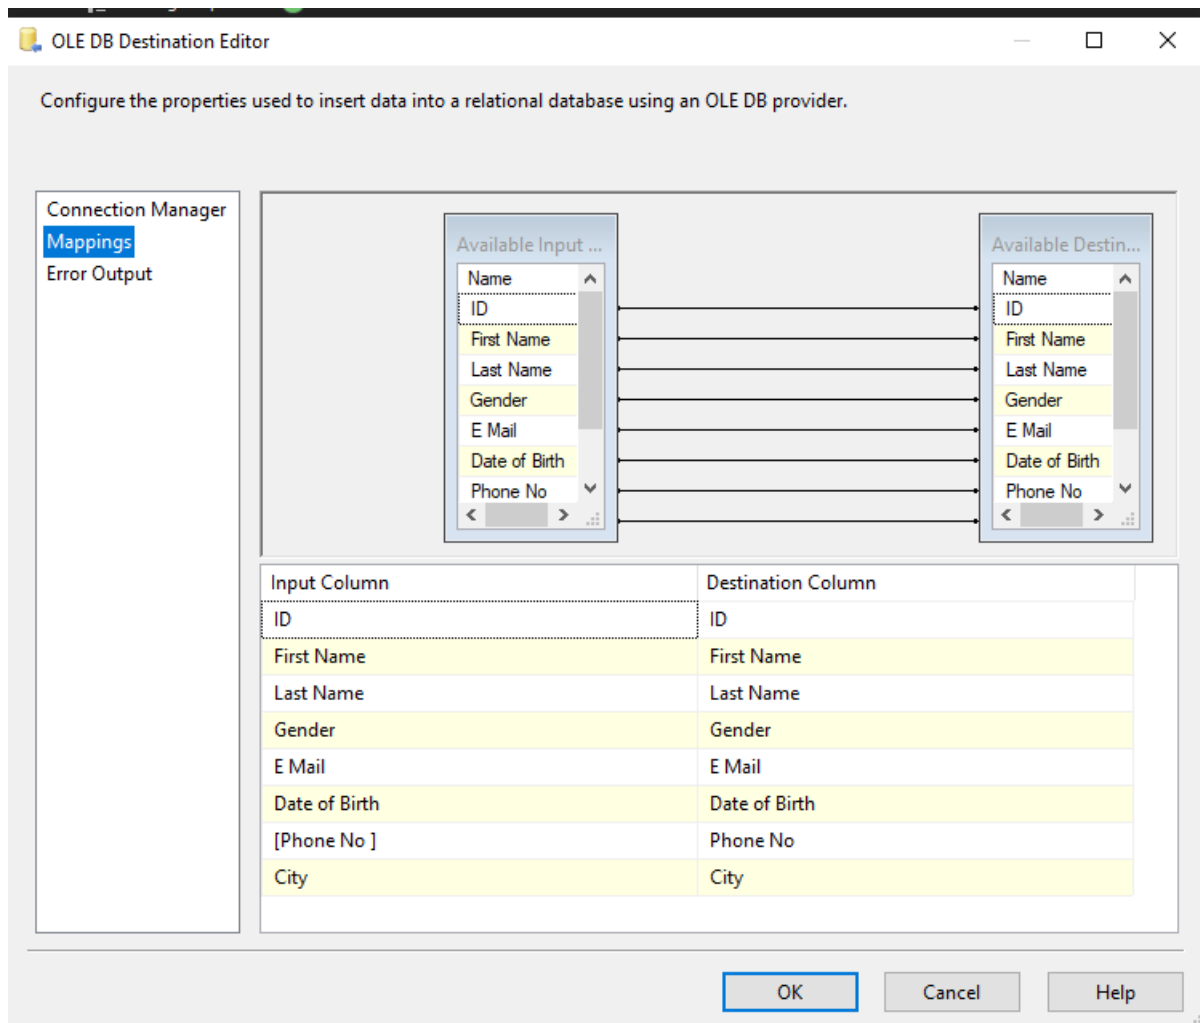 OLE DB Destination Editor
Configure the properties used to insert data into a relational database using an OLE DB provider.
Connection Manager
Mappings
Error Output
Available Input ...
Name
ID
First Name
Last Name
Gender
E Mail
Date of Birth
Phone No
Available Destin...
Name
ID
First Name
Last Name
Gender
E Mail
Date of Birth
Phone No
Input Column Destination Column
ID ID
First Name First Name
Last Name Last Name
Gender Gender
E Mail E Mail
Date of Birth Date of Birth
[Phone No ] Phone No
City City
OK Cancel Help